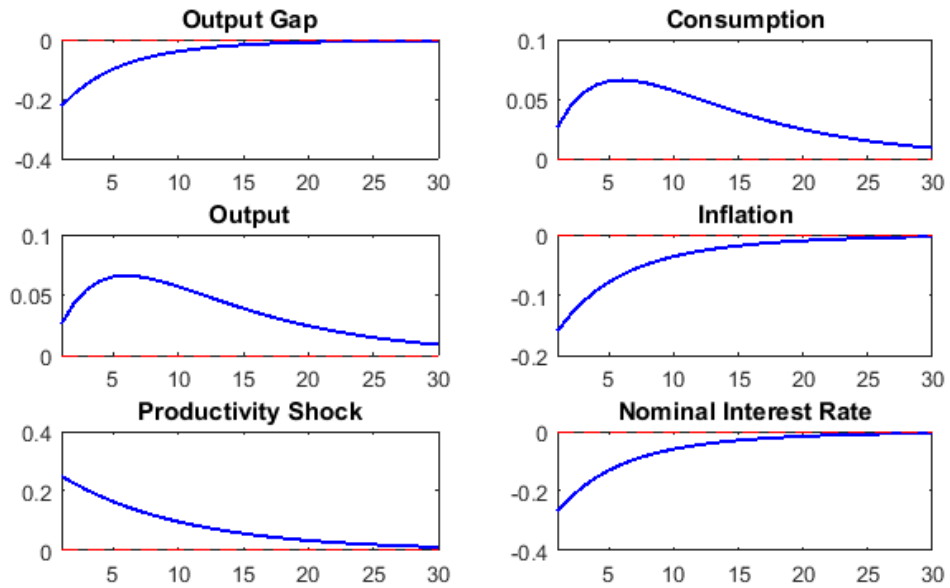 Output Gap
0
-0.2
-0.4
5 10 15 20 25 30
Consumption
0.1
0.05
0
5 10 15 20 25 30
Output
0.1
0.05
0
5 10 15 20 25 30
Inflation
0
-0.1
-0.2
5 10 15 20 25 30
Productivity Shock
0.4
0.2
0
5 10 15 20 25 30
Nominal Interest Rate
0
-0.2
-0.4
5 10 15 20 25 30